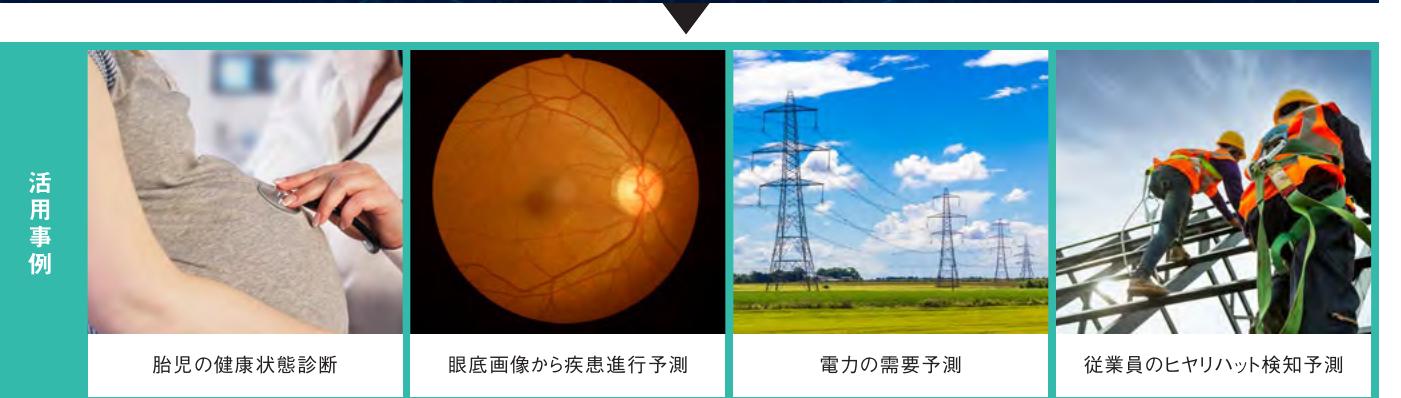 活用事例
胎児の健康状態診断
眼底画像から疾患進行予測
電力の需要予測
従業員のヒヤリハット検知予測